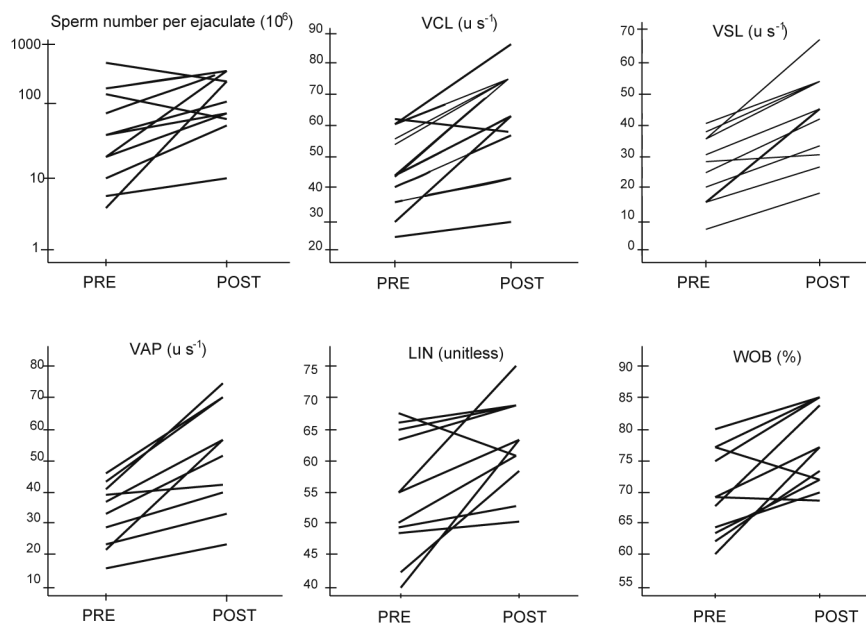 Sperm number per ejaculate (10⁶)
1000
100
10
1
PRE
POST
VCL (u s⁻¹)
90
80
70
60
50
40
30
20
PRE
POST
VSL (u s⁻¹)
70
60
50
40
30
20
10
0
PRE
POST
VAP (u s⁻¹)
80
70
60
50
40
30
20
10
PRE
POST
LIN (unitless)
75
70
65
60
55
50
45
40
PRE
POST
WOB (%)
90
85
80
75
70
65
60
55
PRE
POST